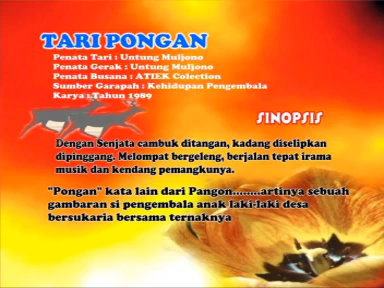 TARI PONGAN
Penata Tari : Untung Muljono
Penata Gerak : Untung Muljono
Penata Busana : ATIEK Colection
Sumber Garapah : Kehidupan Pengembala
Karya : Tahun 1989
SINOPSIS
Dengan Senjata cambuk ditangan, kadang diselipkan
dipinggang. Melompat bergeleng, berjalan tepat irama
musik dan kendang pemangkunya.
"Pongan" kata lain dari Pangon........artinya sebuah
gambaran si pengembala anak laki-laki desa
bersukaria bersama ternaknya